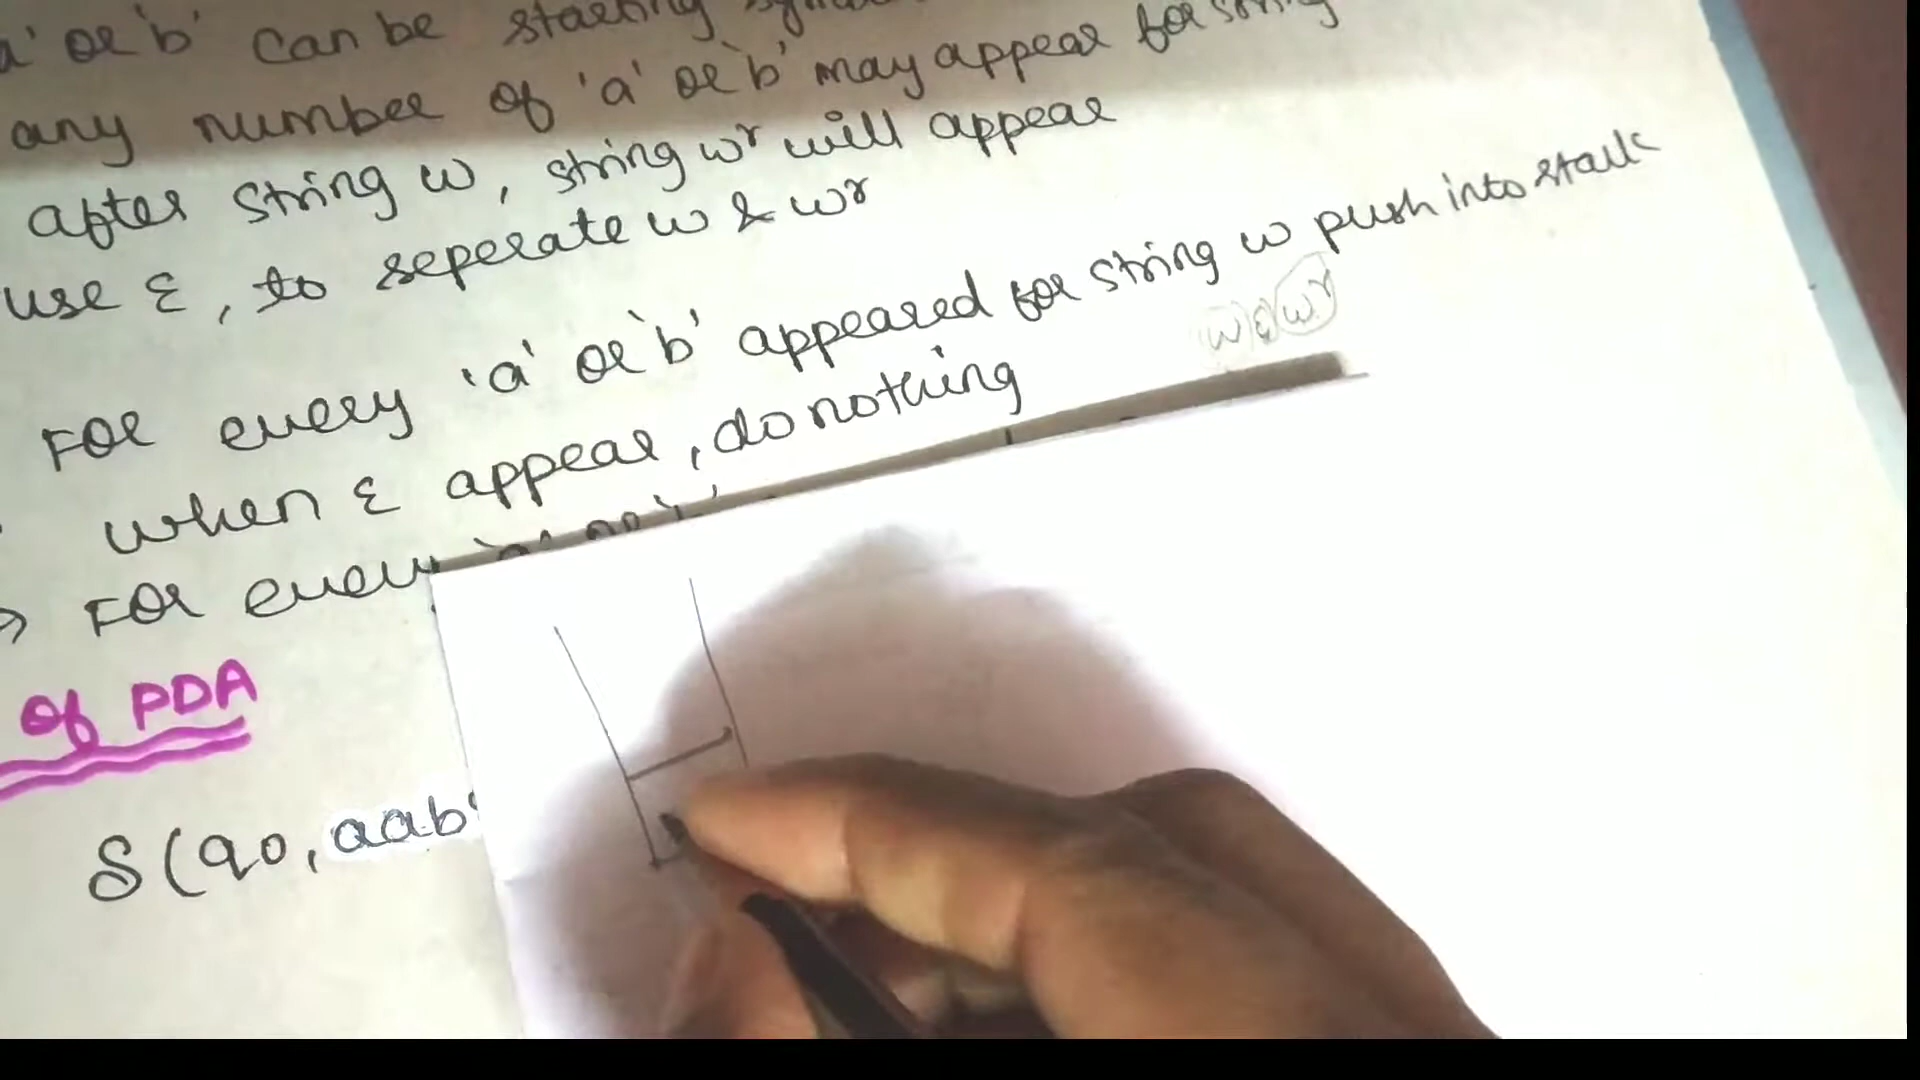 a' or 'b' can be starting
any number of 'a' or 'b' may appear for string
after string w, string wr will appear
use ε, to seperate w & wr
For every 'a' or 'b' appeared for string w push into stack
wεwr
when ε appear, do nothing
→ For every
of PDA
δ(q0, aab